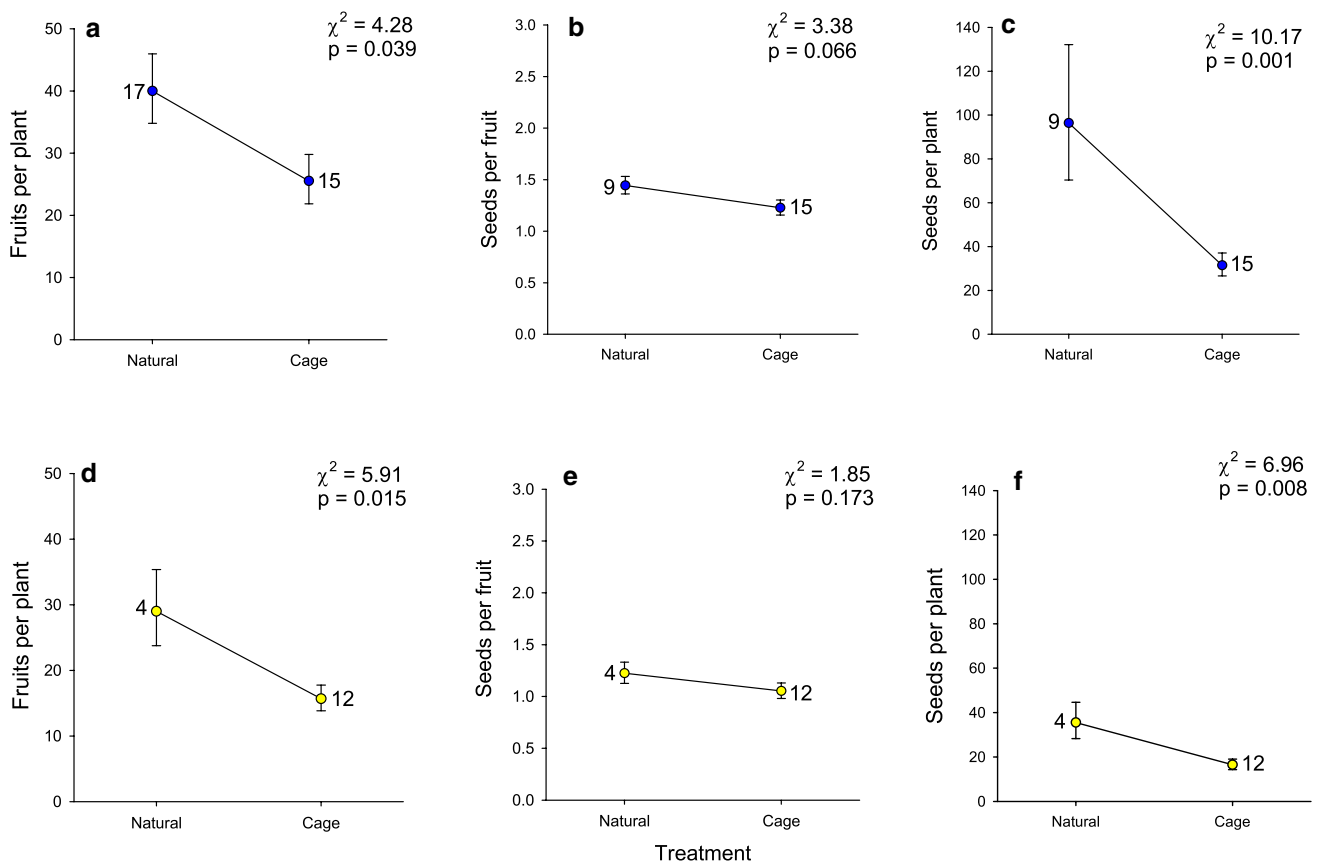 a
χ2 = 4.28
p = 0.039
50
40
30
20
10
0
Fruits per plant
17
15
Natural Cage
b
χ2 = 3.38
p = 0.066
3.0
2.5
2.0
1.5
1.0
0.5
0.0
Seeds per fruit
9
15
Natural Cage
c
χ2 = 10.17
p = 0.001
140
120
100
80
60
40
20
0
Seeds per plant
9
15
Natural Cage
d
χ2 = 5.91
p = 0.015
50
40
30
20
10
0
Fruits per plant
4
12
Natural Cage
e
χ2 = 1.85
p = 0.173
3.0
2.5
2.0
1.5
1.0
0.5
0.0
Seeds per fruit
4
12
Natural Cage
f
χ2 = 6.96
p = 0.008
140
120
100
80
60
40
20
0
Seeds per plant
4
12
Natural Cage
Treatment